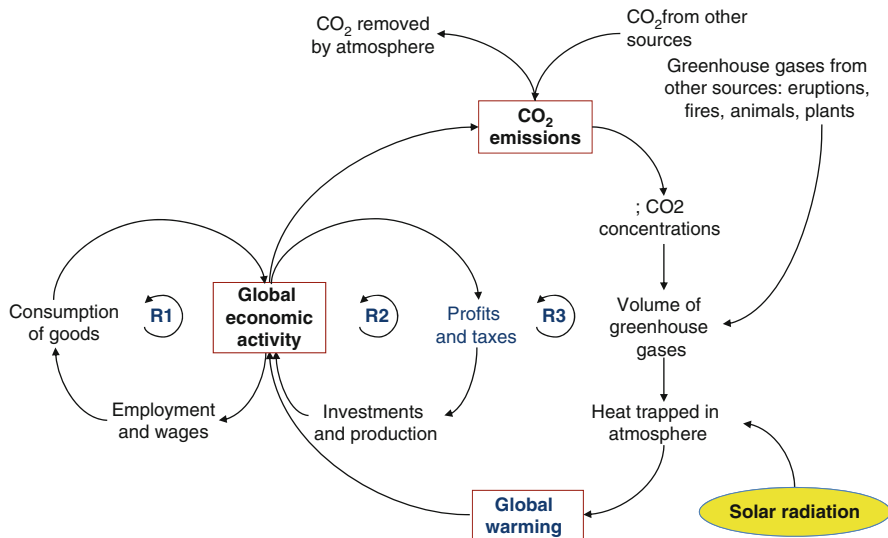 CO₂ removed
by atmosphere
CO₂from other
sources
Greenhouse gases from
other sources: eruptions,
fires, animals, plants
CO₂
emissions
; CO2
concentrations
Consumption
of goods
R1
Global
economic
activity
R2
Profits
and taxes
R3
Volume of
greenhouse
gases
Employment
and wages
Investments
and production
Heat trapped in
atmosphere
Global
warming
Solar radiation